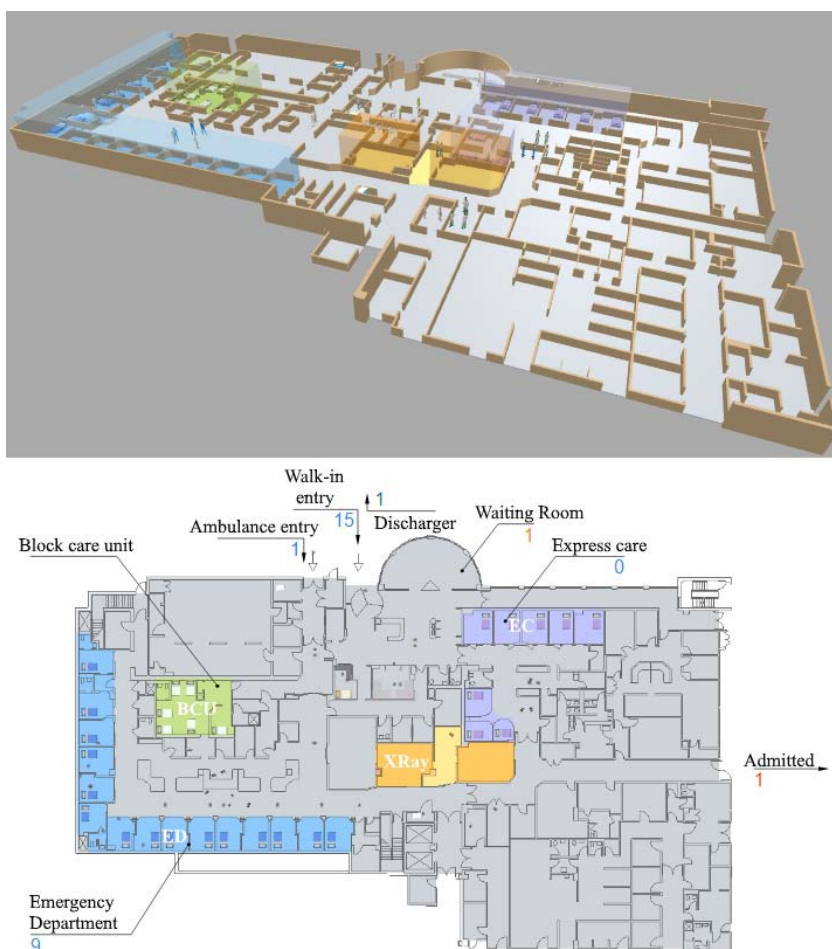 Walk-in
entry
15
1
Discharger
Ambulance entry
1
Waiting Room
1
Block care unit
Express care
0
EC
BCU
XRay
Admitted
1
ED
Emergency
Department
9